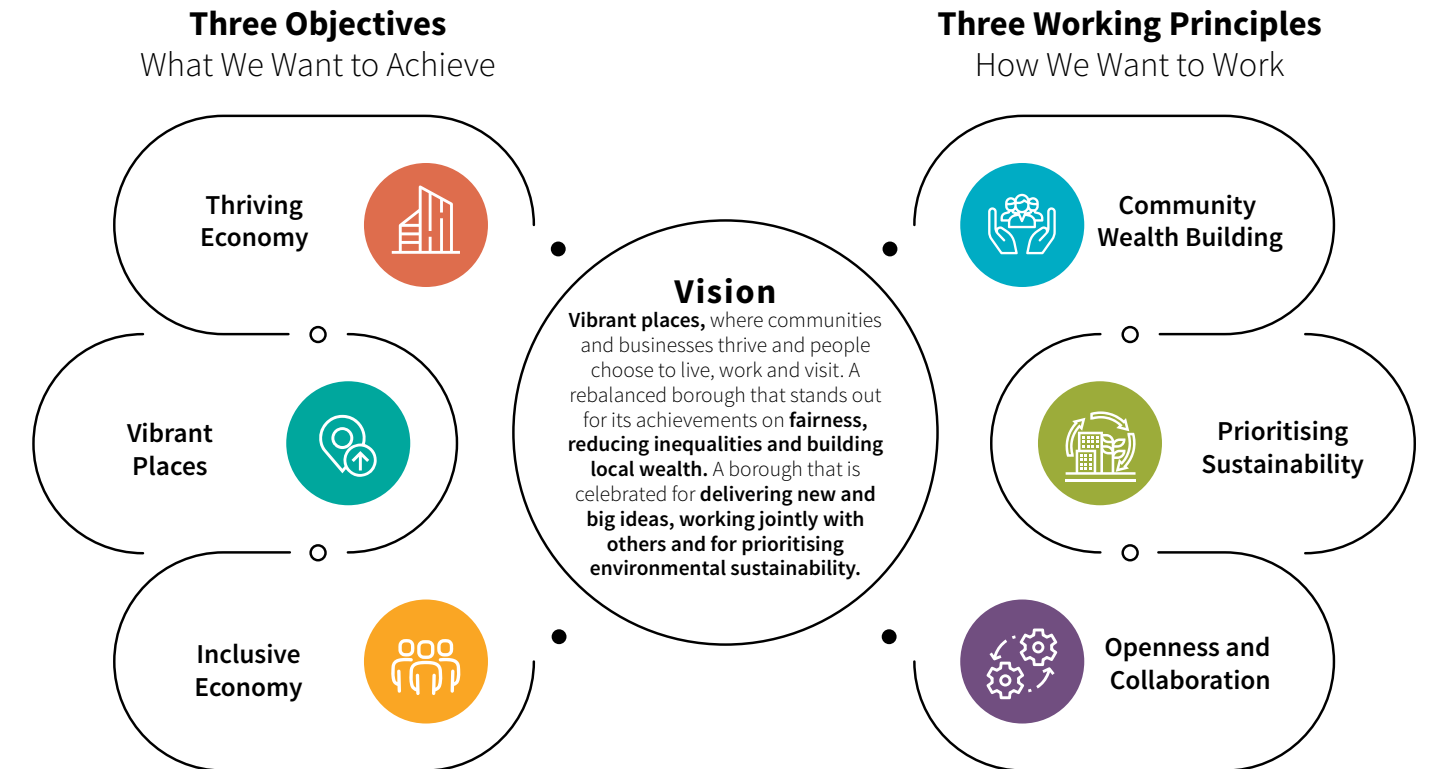 Three Objectives
What We Want to Achieve
Thriving
Economy
Vibrant
Places
Inclusive
Economy
Vision
Vibrant places, where communities
and businesses thrive and people
choose to live, work and visit. A
rebalanced borough that stands out
for its achievements on fairness,
reducing inequalities and building
local wealth. A borough that is
celebrated for delivering new and
big ideas, working jointly with
others and for prioritising
environmental sustainability.
Three Working Principles
How We Want to Work
Community
Wealth Building
Prioritising
Sustainability
Openness and
Collaboration